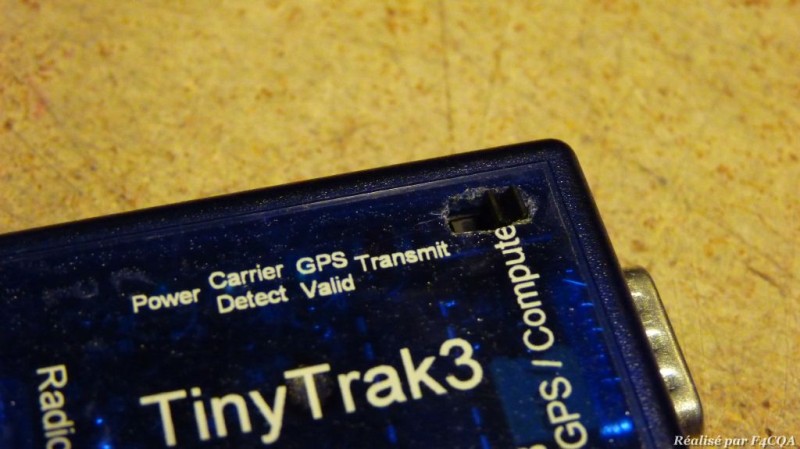 Power Carrier GPS Transmit
Detect Valid
TinyTrak3
Radio
GPS / Compute
Réalisé par F4CQA